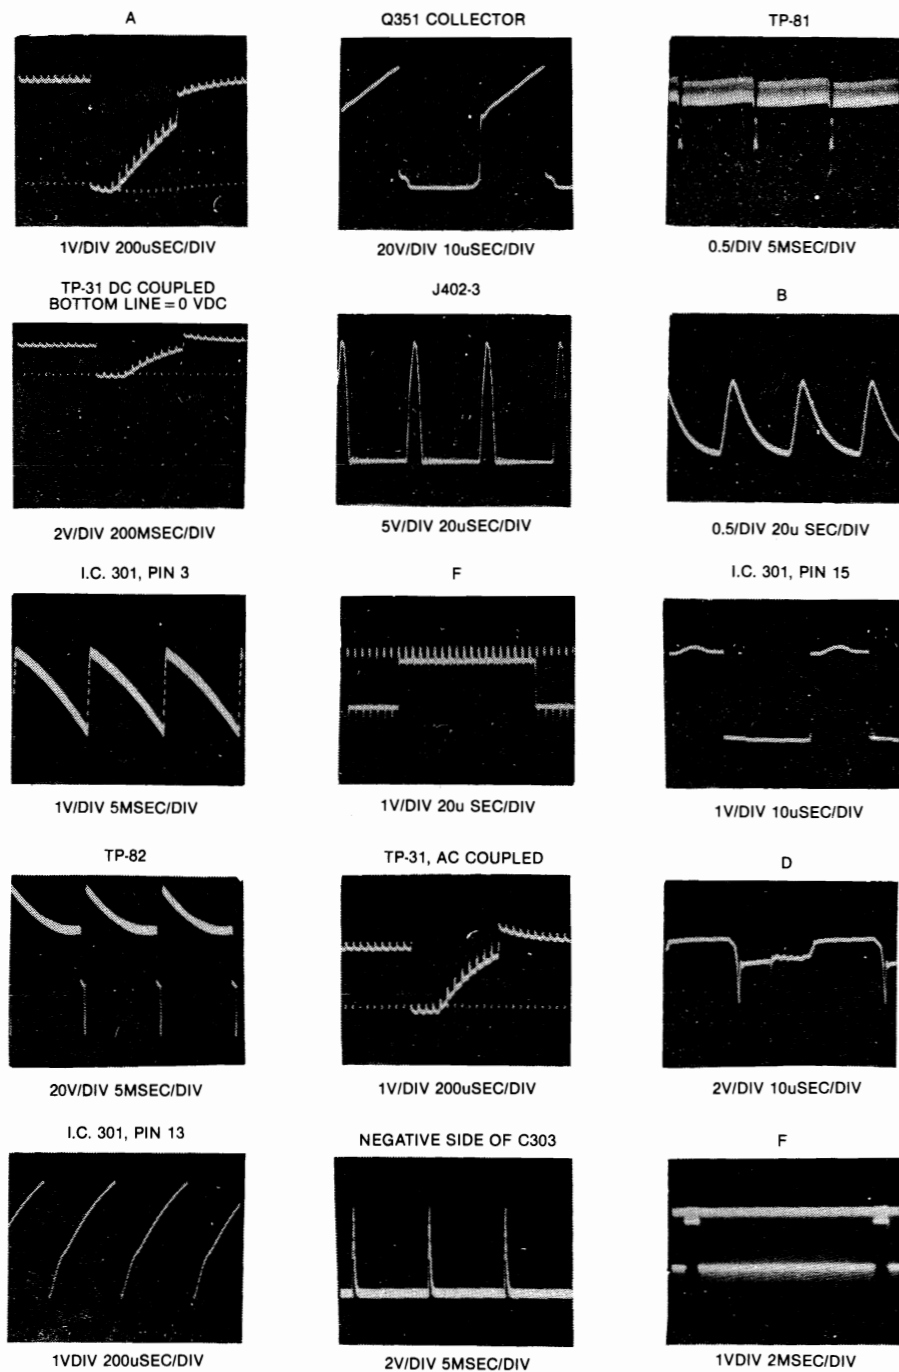 A
Q351 COLLECTOR
TP-81
1V/DIV 200uSEC/DIV
20V/DIV 10uSEC/DIV
0.5/DIV 5MSEC/DIV
TP-31 DC COUPLED
BOTTOM LINE = 0 VDC
J402-3
B
2V/DIV 200MSEC/DIV
5V/DIV 20uSEC/DIV
0.5/DIV 20u SEC/DIV
I.C. 301, PIN 3
F
I.C. 301, PIN 15
1V/DIV 5MSEC/DIV
1V/DIV 20u SEC/DIV
1V/DIV 10uSEC/DIV
TP-82
TP-31, AC COUPLED
D
20V/DIV 5MSEC/DIV
1V/DIV 200uSEC/DIV
2V/DIV 10uSEC/DIV
I.C. 301, PIN 13
NEGATIVE SIDE OF C303
F
1VDIV 200uSEC/DIV
2V/DIV 5MSEC/DIV
1VDIV 2MSEC/DIV